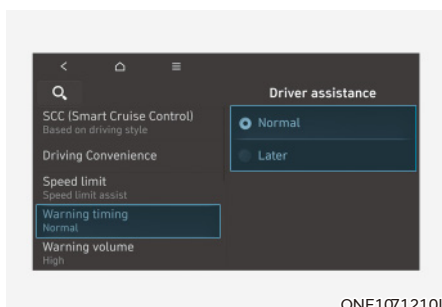 Driver assistance
SCC (Smart Cruise Control)
Based on driving style
Driving Convenience
Speed limit
Speed limit assist
Warning timing
Normal
Warning volume
High
Normal
Later